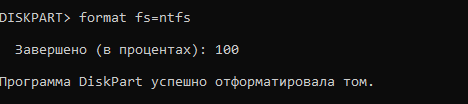 DISKPART> format fs=ntfs
Завершено (в процентах): 100
Программа DiskPart успешно отформатировала том.